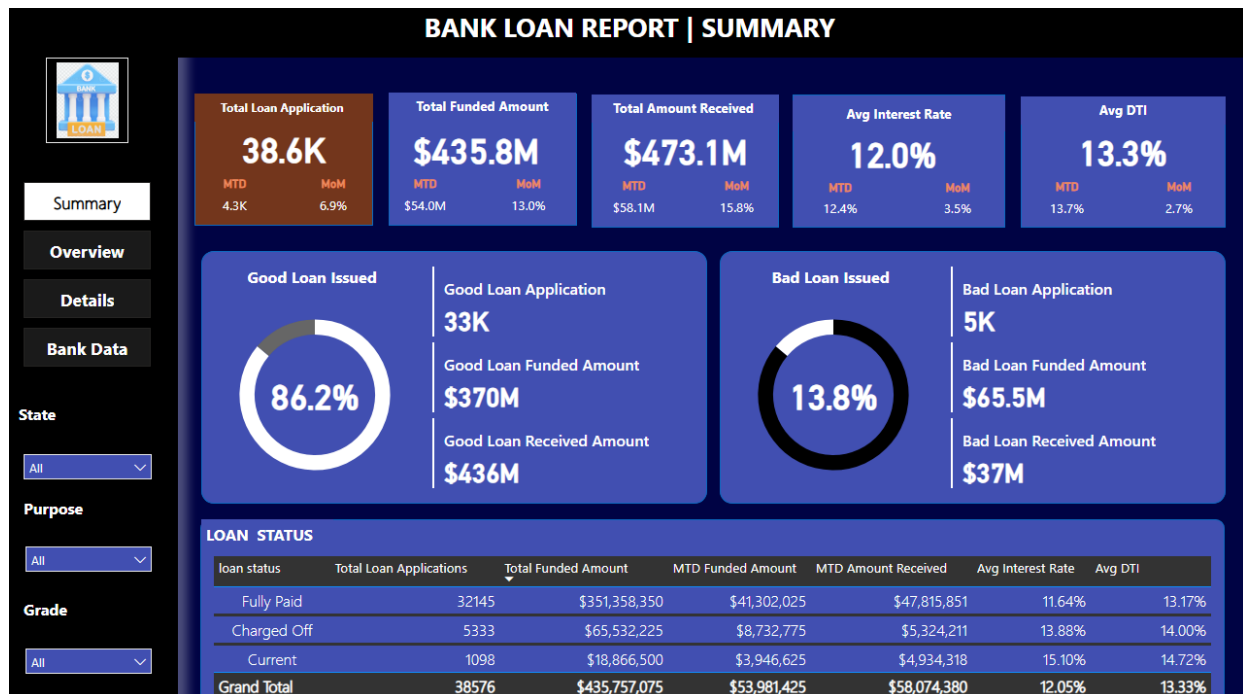 BANK LOAN REPORT | SUMMARY
BANK
LOAN
Summary
Overview
Details
Bank Data
State
All
Purpose
All
Grade
All
Total Loan Application
38.6K
MTD MoM
4.3K 6.9%
Total Funded Amount
$435.8M
MTD MoM
$54.0M 13.0%
Total Amount Received
$473.1M
MTD MoM
$58.1M 15.8%
Avg Interest Rate
12.0%
MTD MoM
12.4% 3.5%
Avg DTI
13.3%
MTD MoM
13.7% 2.7%
Good Loan Issued
86.2%
Good Loan Application
33K
Good Loan Funded Amount
$370M
Good Loan Received Amount
$436M
Bad Loan Issued
13.8%
Bad Loan Application
5K
Bad Loan Funded Amount
$65.5M
Bad Loan Received Amount
$37M
LOAN STATUS
loan status Total Loan Applications Total Funded Amount MTD Funded Amount MTD Amount Received Avg Interest Rate Avg DTI
Fully Paid 32145 $351,358,350 $41,302,025 $47,815,851 11.64% 13.17%
Charged Off 5333 $65,532,225 $8,732,775 $5,324,211 13.88% 14.00%
Current 1098 $18,866,500 $3,946,625 $4,934,318 15.10% 14.72%
Grand Total 38576 $435,757,075 $53,981,425 $58,074,380 12.05% 13.33%